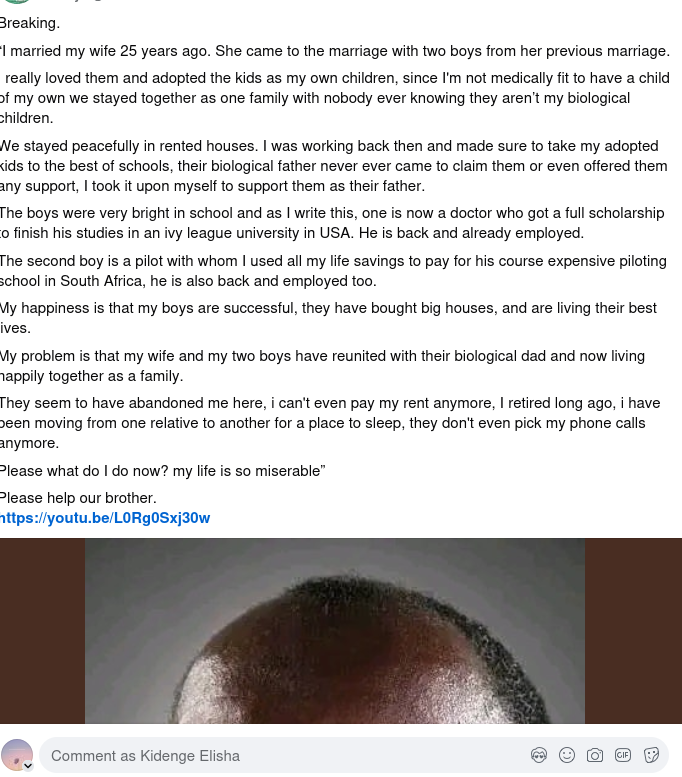 Breaking.
"I married my wife 25 years ago. She came to the marriage with two boys from her previous marriage.
I really loved them and adopted the kids as my own children, since I'm not medically fit to have a child
of my own we stayed together as one family with nobody ever knowing they aren't my biological
children.
We stayed peacefully in rented houses. I was working back then and made sure to take my adopted
kids to the best of schools, their biological father never ever came to claim them or even offered them
any support, I took it upon myself to support them as their father.
The boys were very bright in school and as I write this, one is now a doctor who got a full scholarship
to finish his studies in an ivy league university in USA. He is back and already employed.
The second boy is a pilot with whom I used all my life savings to pay for his course expensive piloting
school in South Africa, he is also back and employed too.
My happiness is that my boys are successful, they have bought big houses, and are living their best
lives.
My problem is that my wife and my two boys have reunited with their biological dad and now living
happily together as a family.
They seem to have abandoned me here, i can't even pay my rent anymore, I retired long ago, i have
been moving from one relative to another for a place to sleep, they don't even pick my phone calls
anymore.
Please what do I do now? my life is so miserable”
Please help our brother.
https://youtu.be/L0Rg0Sxj30w
Comment as Kidenge Elisha
GIF